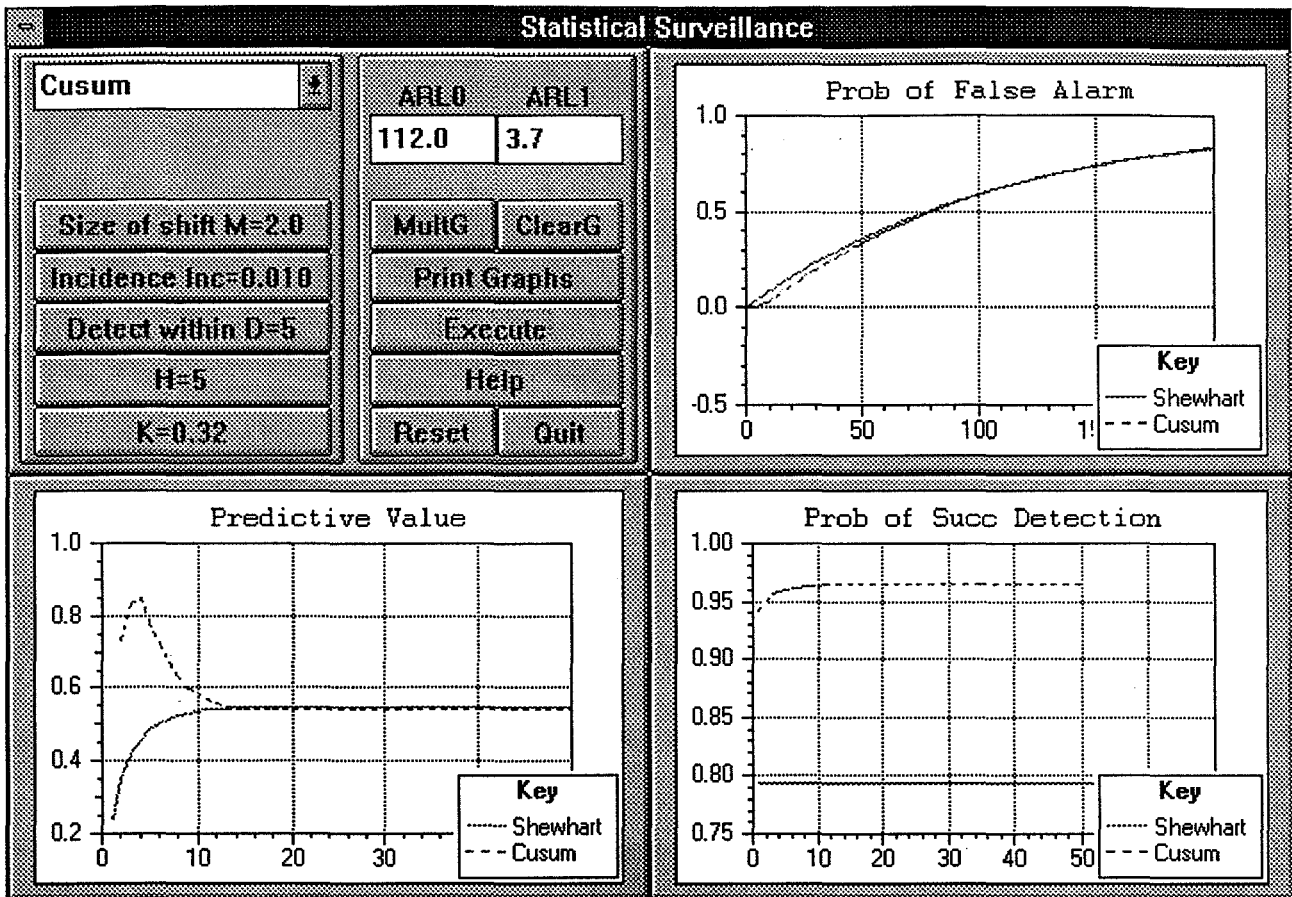 Statistical Surveillance
Cusum
Size of shift M=2.0
Incidence Inc=0.010
Detect within D=5
H=5
K=0.32
ARL0 ARL1
112.0 3.7
MultG ClearG
Print Graphs
Execute
Help
Reset Quit
Prob of False Alarm
1.0
0.5
0.0
-0.5
0 50 100
Key
Shewhart
Cusum
Predictive Value
1.0
0.8
0.6
0.4
0.2
0 10 20 30
Key
Shewhart
Cusum
Prob of Succ Detection
1.00
0.95
0.90
0.85
0.80
0.75
0 10 20 30 40 50
Key
Shewhart
Cusum